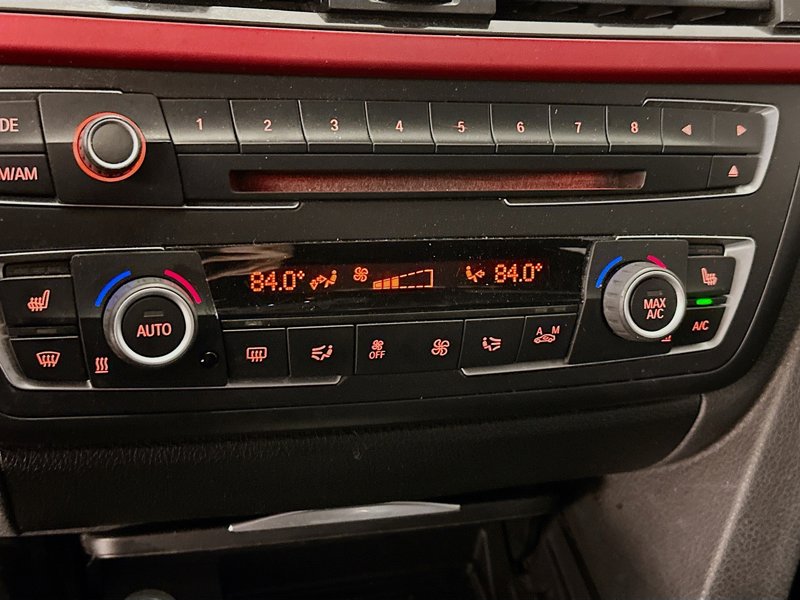 DE
1 2 3 4 5 6 7 8
M/AM
84.0° 84.0°
AUTO
MAX
A/C
OFF
A M
A/C